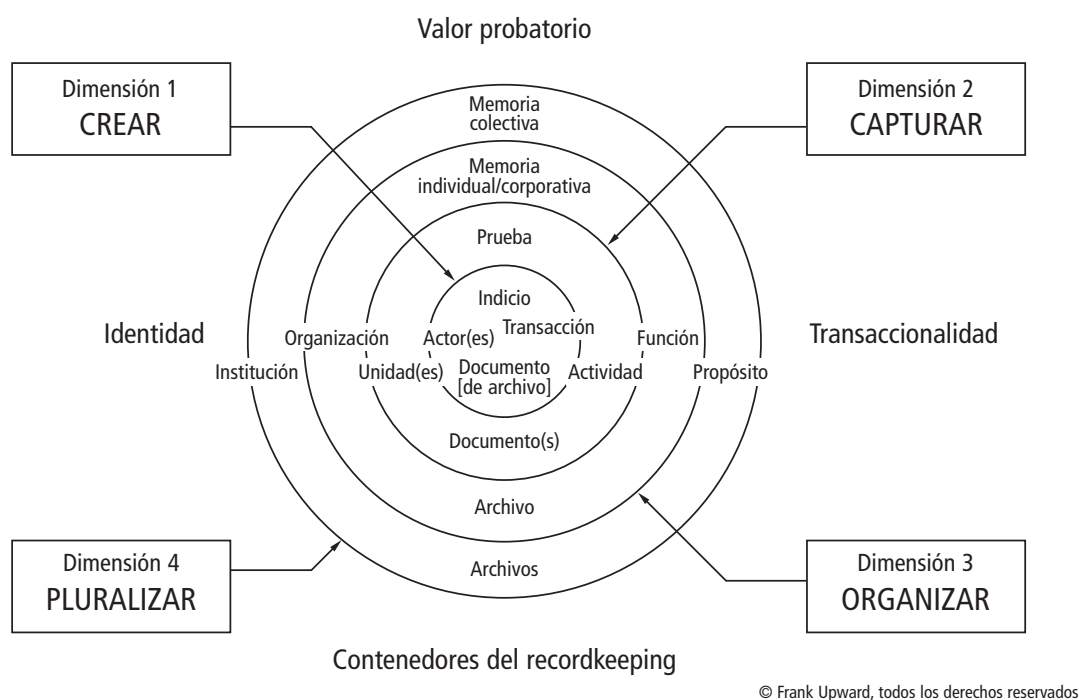 Valor probatorio
Dimensión 1
CREAR
Dimensión 2
CAPTURAR
Memoria
colectiva
Memoria
individual/corporativa
Prueba
Indicio
Identidad
Organización
Actor(es)
Transacción
Función
Transaccionalidad
Institución
Unidad(es)
Documento
[de archivo]
Actividad
Propósito
Documento(s)
Archivo
Archivos
Dimensión 4
PLURALIZAR
Dimensión 3
ORGANIZAR
Contenedores del recordkeeping
© Frank Upward, todos los derechos reservados